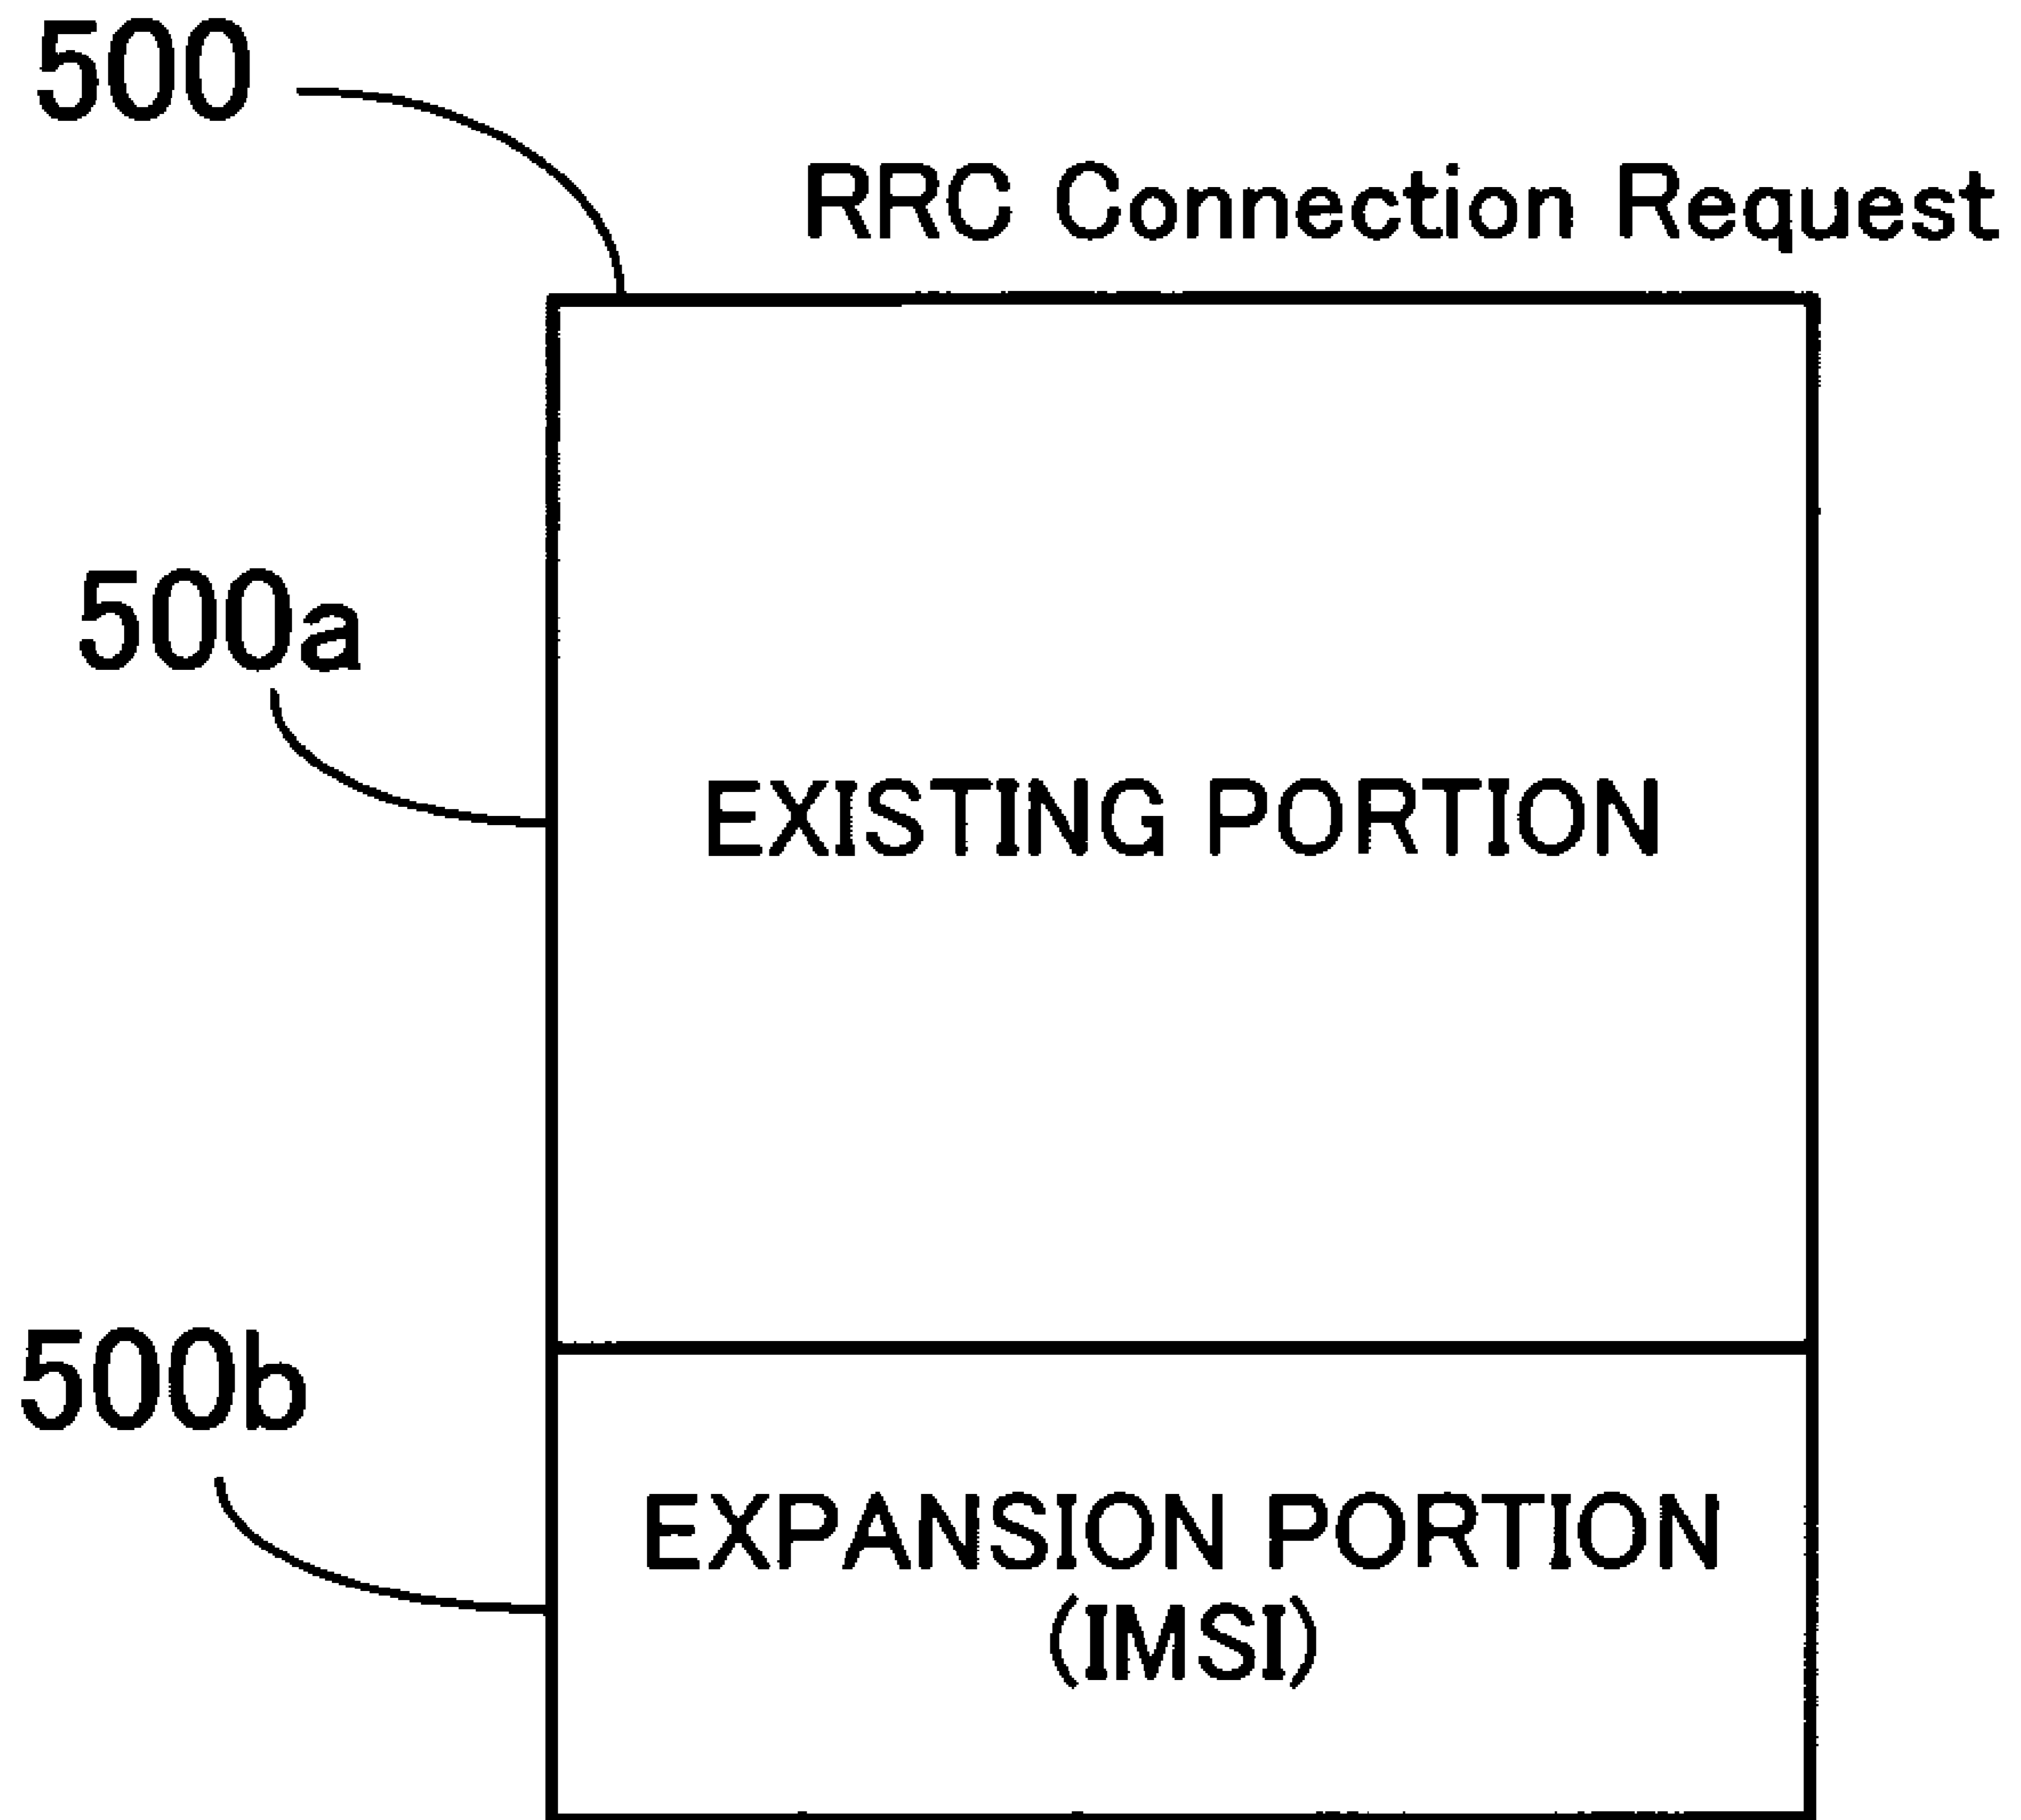 500
RRC Connection Request
500a
EXISTING PORTION
500b
EXPANSION PORTION
(IMSI)